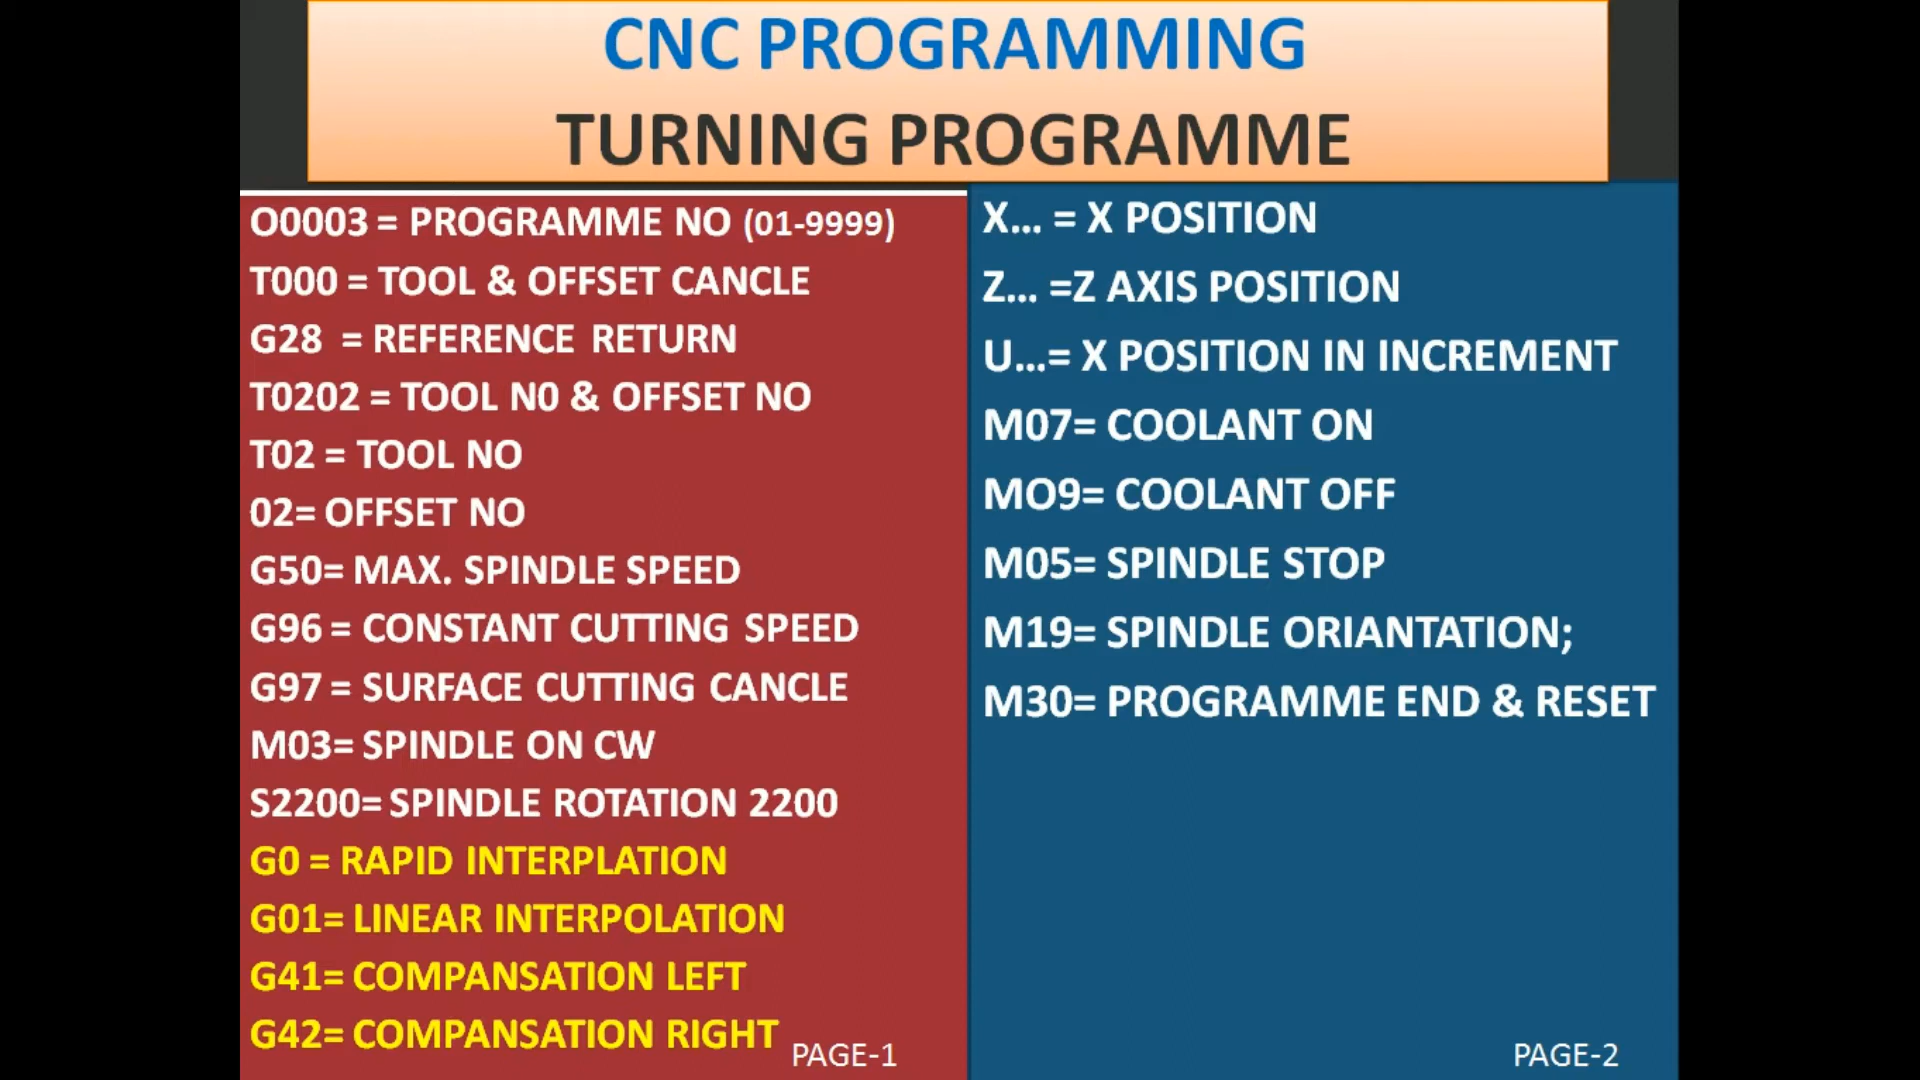 CNC PROGRAMMING
TURNING PROGRAMME
O0003 = PROGRAMME NO (01-9999)
T000 = TOOL & OFFSET CANCLE
G28 = REFERENCE RETURN
T0202 = TOOL N0 & OFFSET NO
T02 = TOOL NO
02= OFFSET NO
G50= MAX. SPINDLE SPEED
G96 = CONSTANT CUTTING SPEED
G97 = SURFACE CUTTING CANCLE
M03= SPINDLE ON CW
S2200= SPINDLE ROTATION 2200
G0 = RAPID INTERPLATION
G01= LINEAR INTERPOLATION
G41= COMPANSATION LEFT
G42= COMPANSATION RIGHT
PAGE-1
X... = X POSITION
Z... =Z AXIS POSITION
U...= X POSITION IN INCREMENT
M07= COOLANT ON
MO9= COOLANT OFF
M05= SPINDLE STOP
M19= SPINDLE ORIANTATION;
M30= PROGRAMME END & RESET
PAGE-2